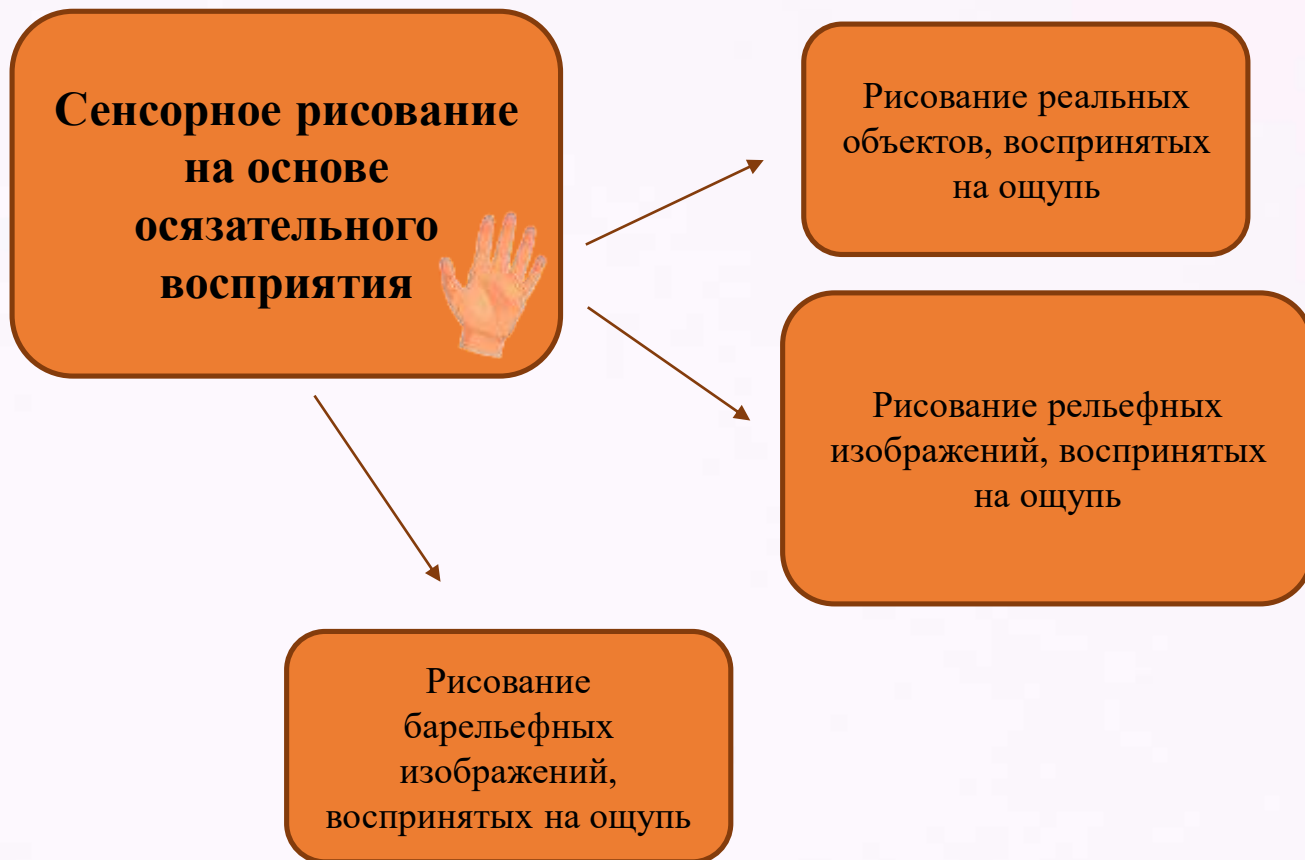 Сенсорное рисование
на основе
осязательного
восприятия
Рисование реальных
объектов, воспринятых
на ощупь
Рисование рельефных
изображений, воспринятых
на ощупь
Рисование
барельефных
изображений,
воспринятых на ощупь